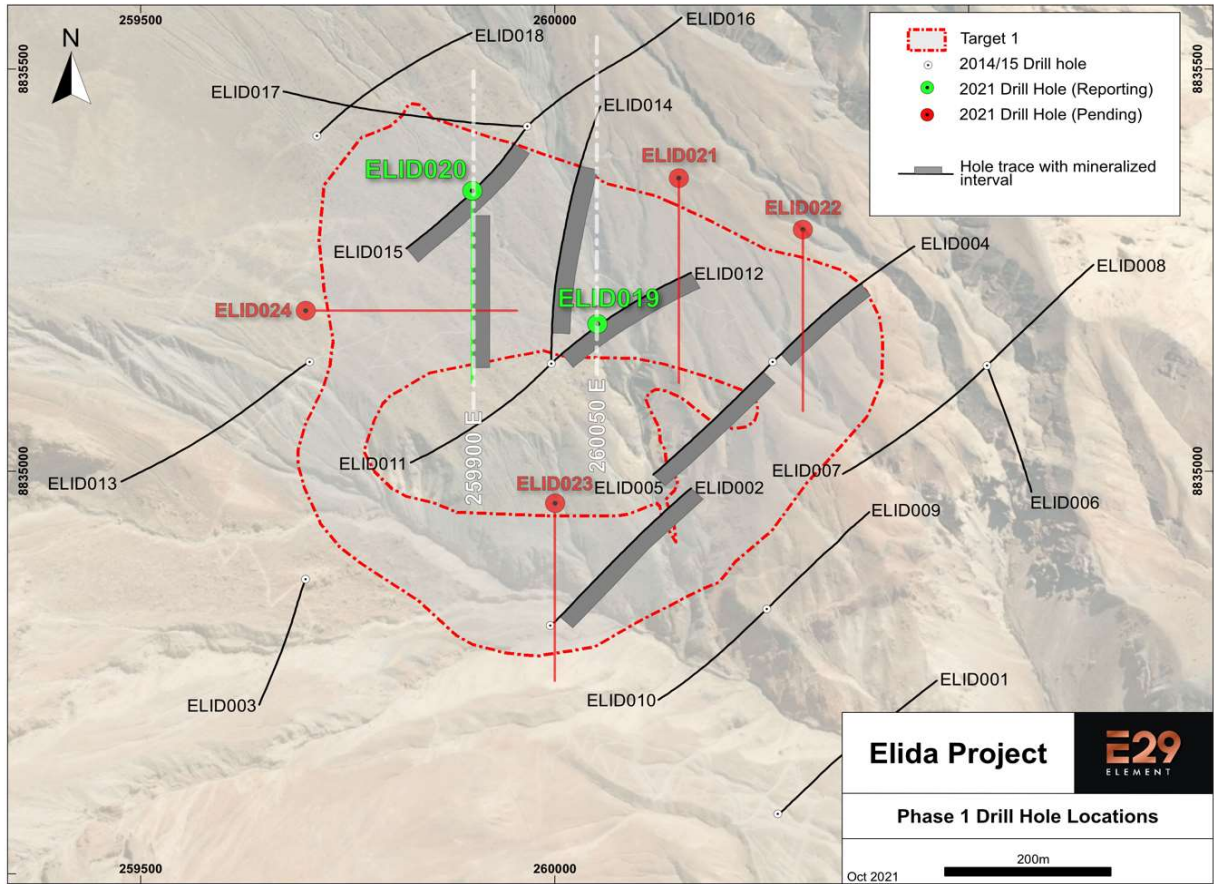 259500
260000
ELID016
ELID018
N
8835500
8835500
ELID017
ELID014
Target 1
2014/15 Drill hole
2021 Drill Hole (Reporting)
2021 Drill Hole (Pending)
Hole trace with mineralized
interval
ELID020
ELID021
ELID022
ELID015
ELID004
ELID008
ELID012
ELID024
ELID019
259900 E
260050 E
ELID011
ELID013
8835000
8835000
ELID007
ELID023
ELID005
ELID002
ELID006
ELID009
ELID003
ELID010
ELID001
Elida Project
E29
ELEMENT
Phase 1 Drill Hole Locations
259500
260000
Oct 2021
200m